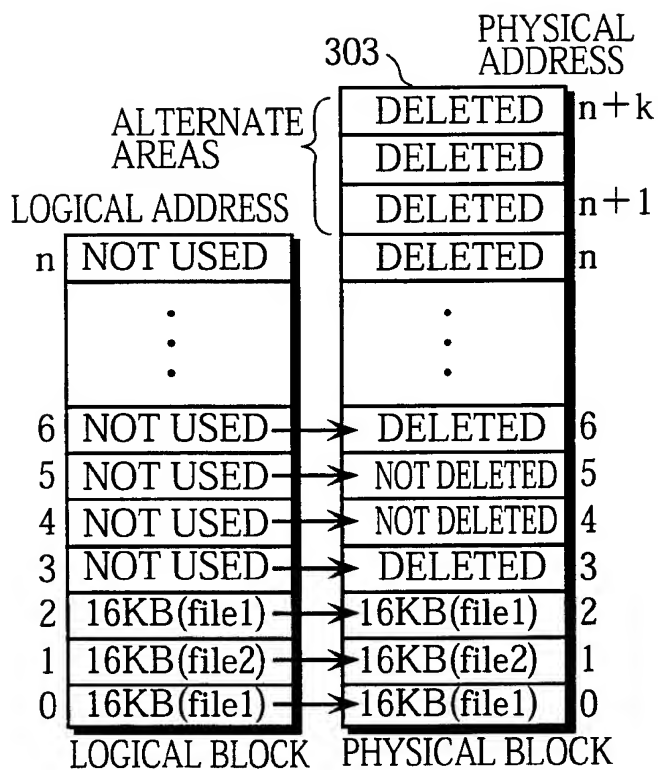 PHYSICAL
ADDRESS
303
ALTERNATE
AREAS
DELETED n+k
DELETED
LOGICAL ADDRESS DELETED n+1
n NOT USED DELETED n
6 NOT USED DELETED 6
5 NOT USED NOT DELETED 5
4 NOT USED NOT DELETED 4
3 NOT USED DELETED 3
2 16KB(file1) 16KB(file1) 2
1 16KB(file2) 16KB(file2) 1
0 16KB(file1) 16KB(file1) 0
LOGICAL BLOCK PHYSICAL BLOCK